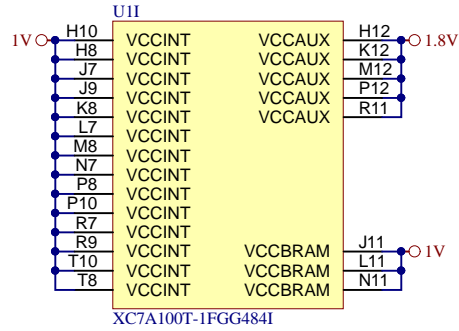 U1I
1V H10 VCCINT VCCAUX H12 1.8V
H8 VCCINT VCCAUX K12
J7 VCCINT VCCAUX M12
J9 VCCINT VCCAUX P12
K8 VCCINT VCCAUX R11
L7 VCCINT
M8 VCCINT
N7 VCCINT
P8 VCCINT
P10 VCCINT
R7 VCCINT
R9 VCCINT VCCBRAM J11 1V
T10 VCCINT VCCBRAM L11
T8 VCCINT VCCBRAM N11
XC7A100T-1FGG484I